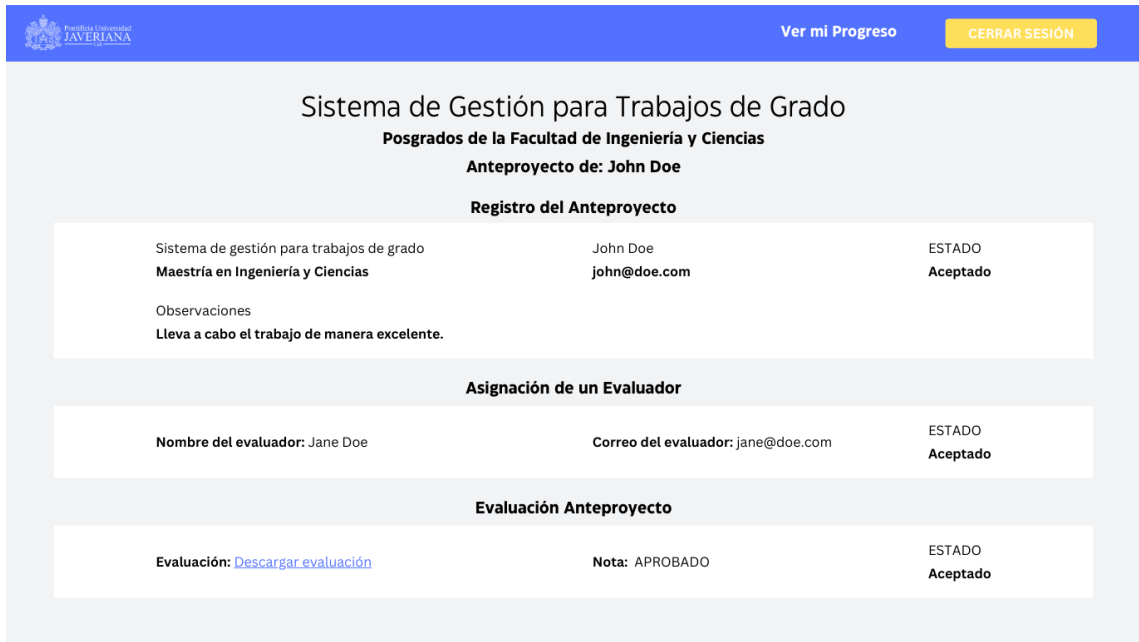 Pontificia Universidad
JAVERIANA
Cali
Ver mi Progreso
CERRAR SESIÓN
Sistema de Gestión para Trabajos de Grado
Posgrados de la Facultad de Ingeniería y Ciencias
Anteproyecto de: John Doe
Registro del Anteproyecto
Sistema de gestión para trabajos de grado
Maestría en Ingeniería y Ciencias
John Doe
john@doe.com
ESTADO
Aceptado
Observaciones
Lleva a cabo el trabajo de manera excelente.
Asignación de un Evaluador
Nombre del evaluador: Jane Doe
Correo del evaluador: jane@doe.com
ESTADO
Aceptado
Evaluación Anteproyecto
Evaluación: Descargar evaluación
Nota: APROBADO
ESTADO
Aceptado